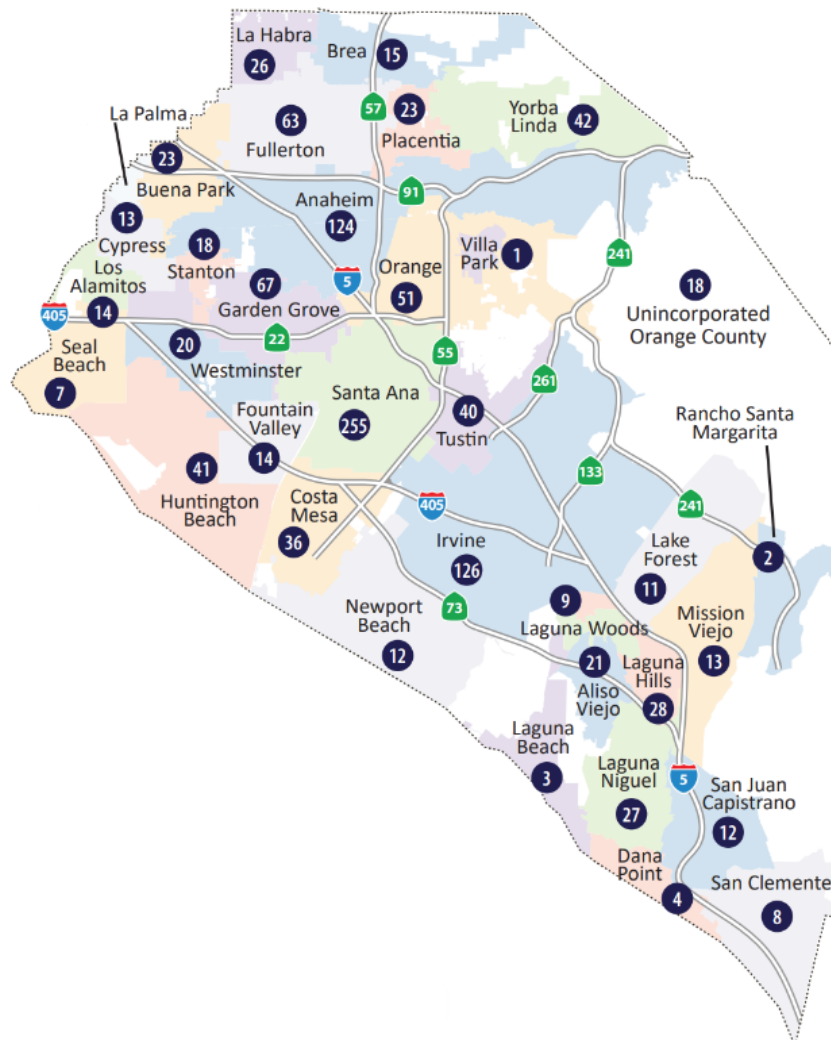 La Habra
26
Brea
15
57
23
Placentia
Yorba
Linda
42
La Palma
63
Fullerton
23
Buena Park
91
Anaheim
124
13
Cypress
18
Stanton
Villa
Park
1
241
Los
Alamitos
14
67
Garden Grove
5
Orange
51
18
Unincorporated
Orange County
405
22
Seal
Beach
7
20
Westminster
55
261
Santa Ana
255
40
Tustin
Rancho Santa
Margarita
Fountain
Valley
14
41
Huntington
Beach
133
Costa
Mesa
36
405
241
Irvine
126
Lake
Forest
11
2
73
9
Laguna Woods
Newport
Beach
12
Mission
Viejo
13
21
Aliso
Viejo
Laguna
Hills
28
Laguna
Beach
3
Laguna
Niguel
27
5
San Juan
Capistrano
12
Dana
Point
4
San Clemente
8